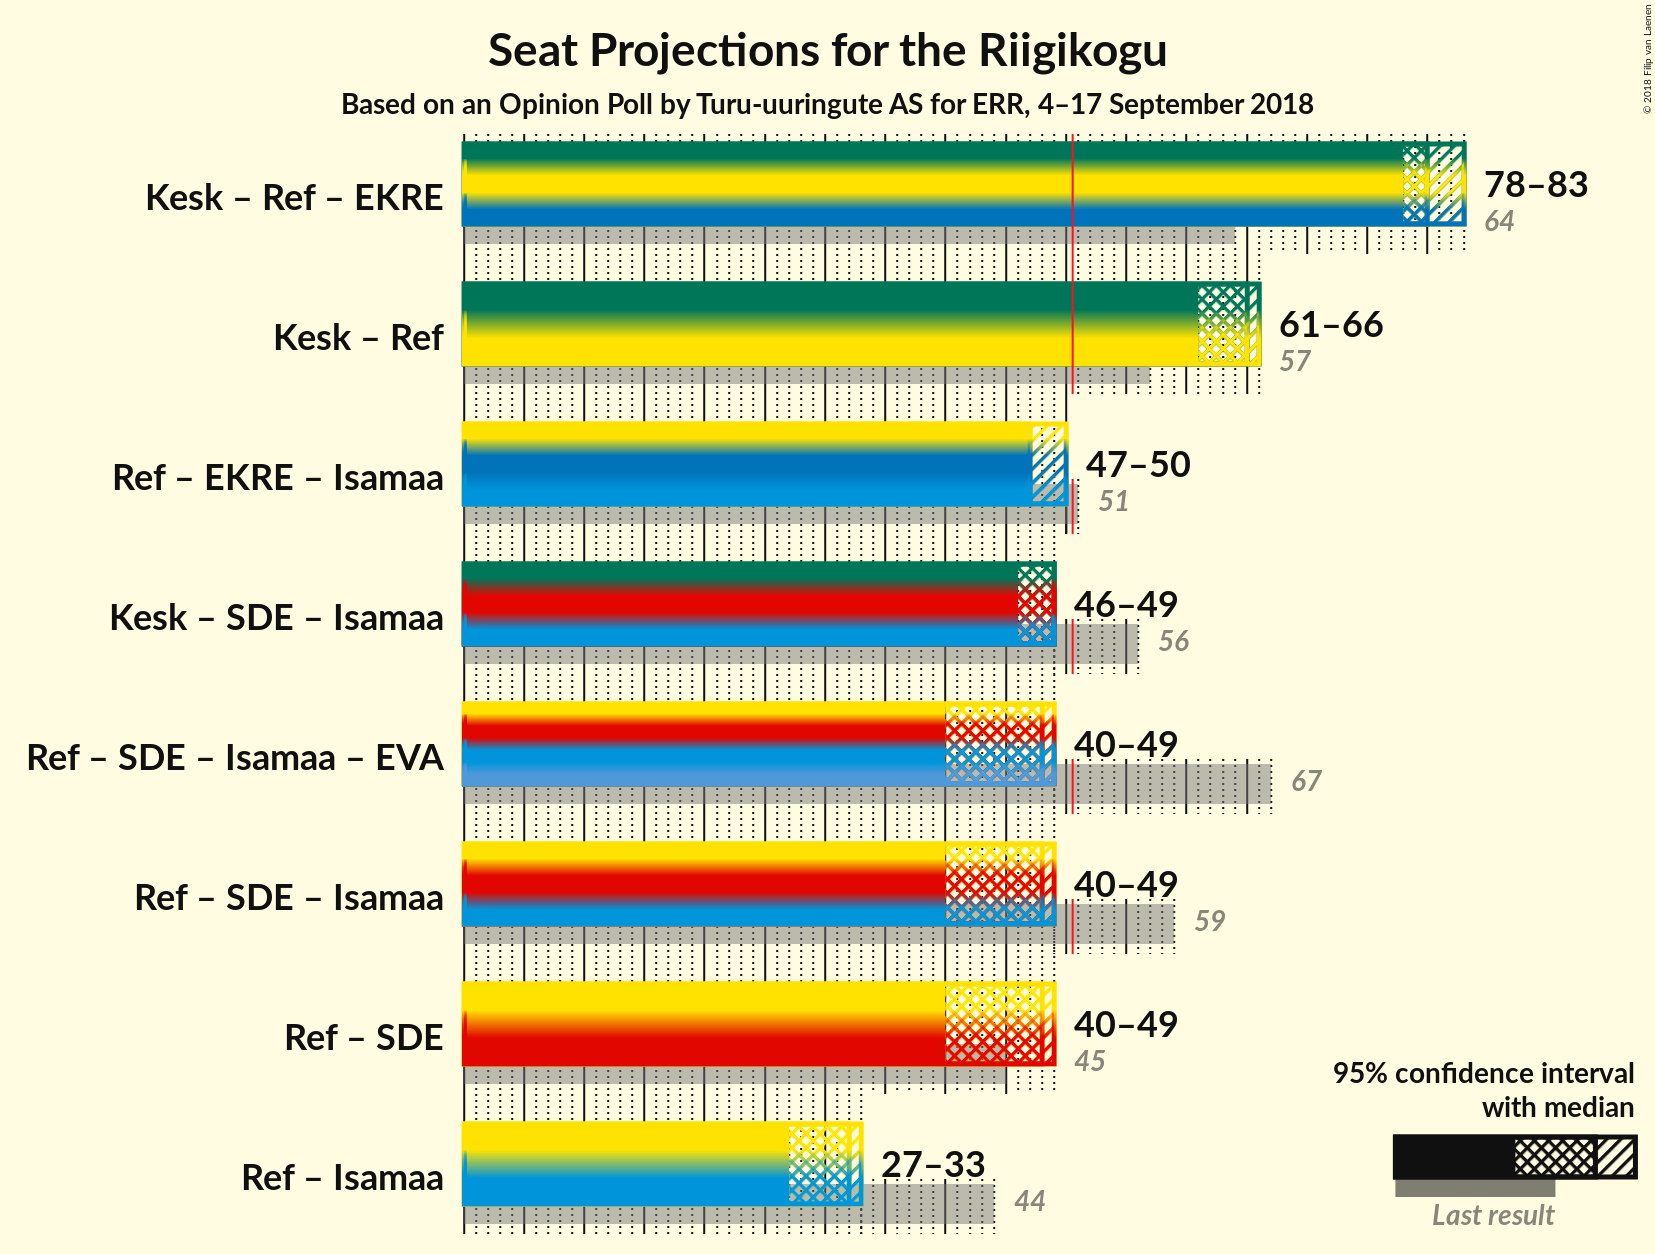 Seat Projections for the Riigikogu
Based on an Opinion Poll by Turu-uuringute AS for ERR, 4–17 September 2018
© 2018 Filip van Laenen
Kesk – Ref – EKRE
78–83
64
Kesk – Ref
61–66
57
Ref – EKRE – Isamaa
47–50
51
Kesk – SDE – Isamaa
46–49
56
Ref – SDE – Isamaa – EVA
40–49
67
Ref – SDE – Isamaa
40–49
59
Ref – SDE
40–49
45
Ref – Isamaa
27–33
44
95% confidence interval
with median
Last result